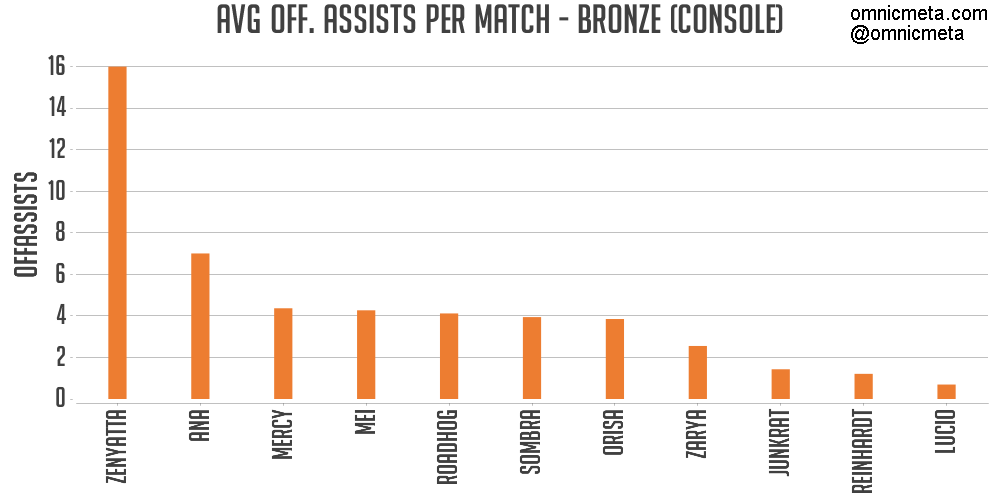 AVG OFF. ASSISTS PER MATCH - BRONZE (CONSOLE)
omnicmeta.com
@omnicmeta
OFFASSISTS
16
14
12
10
8
6
4
2
0
ZENYATTA
ANA
MERCY
MEI
ROADHOG
SOMBRA
ORISA
ZARYA
JUNKRAT
REINHARDT
LUCIO